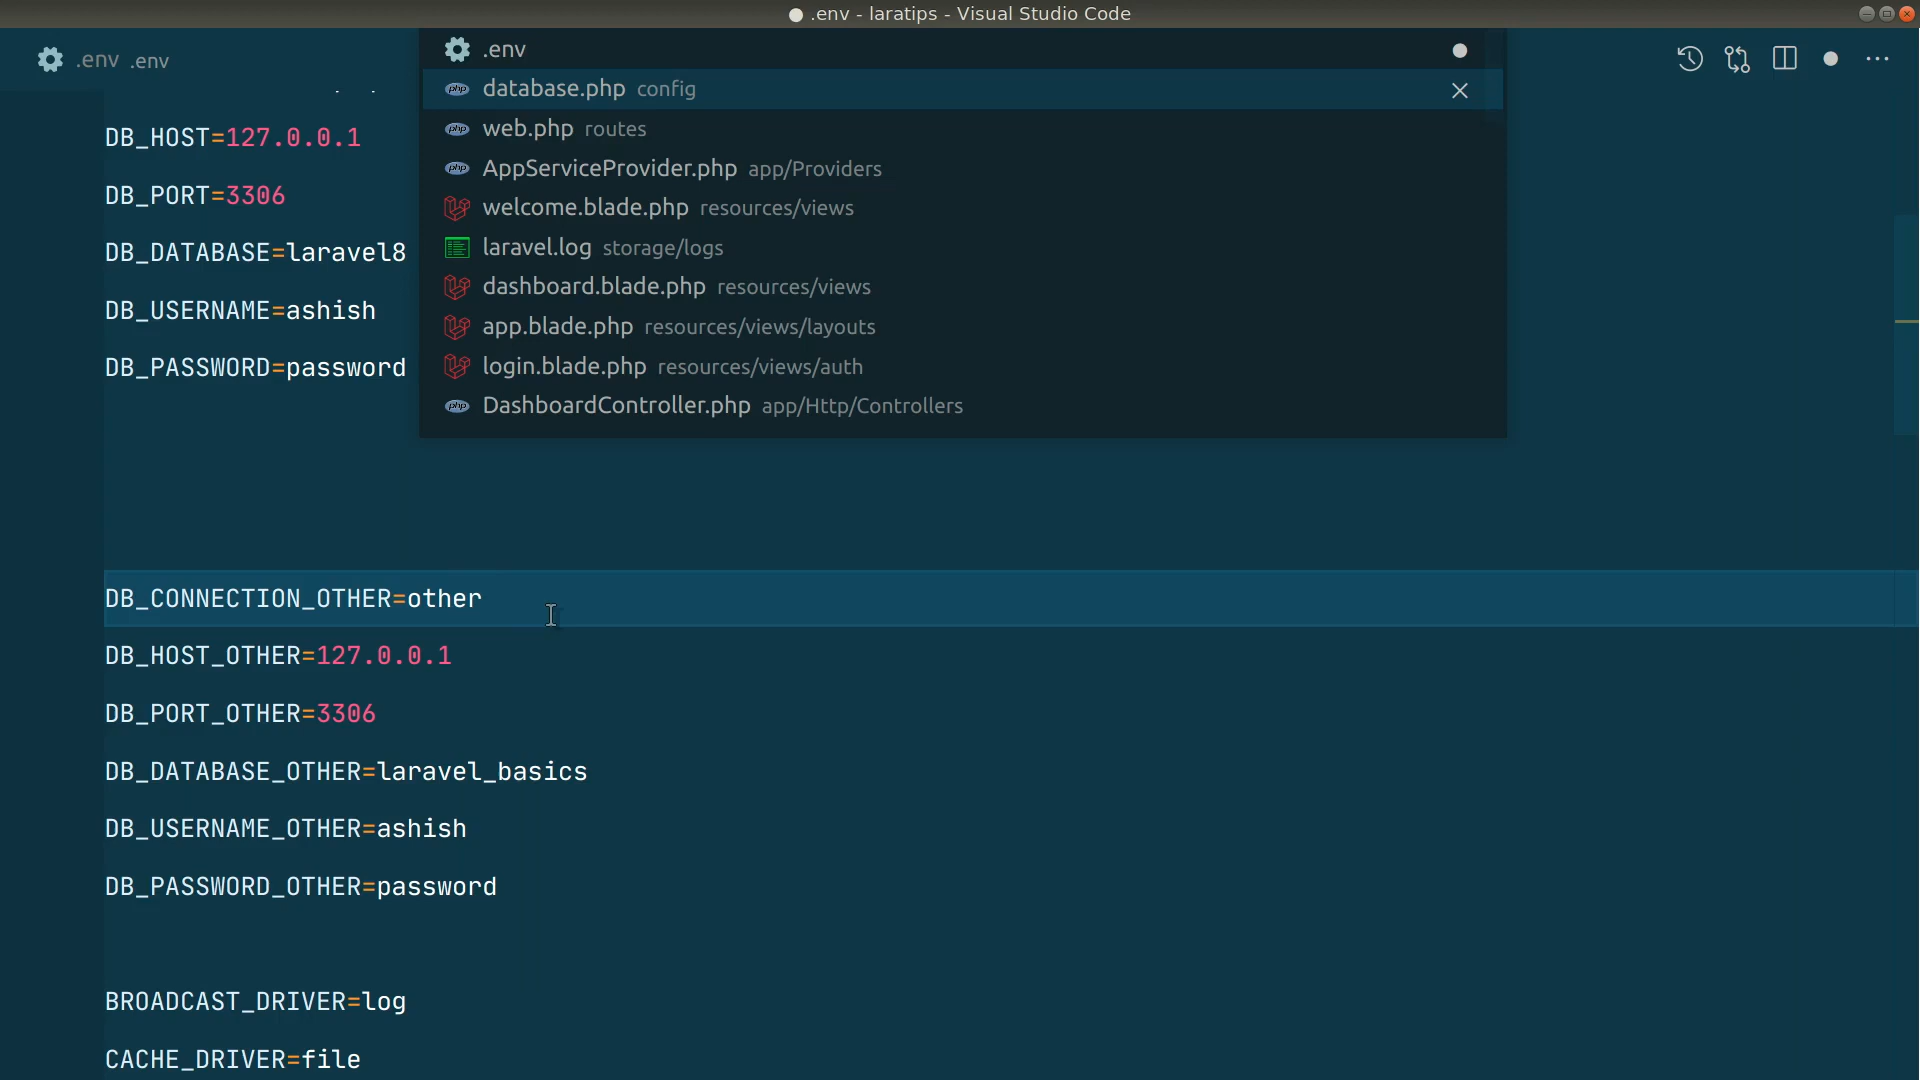 .env - laratips - Visual Studio Code
.env .env
.env
database.php config
web.php routes
AppServiceProvider.php app/Providers
welcome.blade.php resources/views
laravel.log storage/logs
dashboard.blade.php resources/views
app.blade.php resources/views/layouts
login.blade.php resources/views/auth
DashboardController.php app/Http/Controllers
DB_HOST=127.0.0.1
DB_PORT=3306
DB_DATABASE=laravel8
DB_USERNAME=ashish
DB_PASSWORD=password
DB_CONNECTION_OTHER=other
DB_HOST_OTHER=127.0.0.1
DB_PORT_OTHER=3306
DB_DATABASE_OTHER=laravel_basics
DB_USERNAME_OTHER=ashish
DB_PASSWORD_OTHER=password
BROADCAST_DRIVER=log
CACHE_DRIVER=file